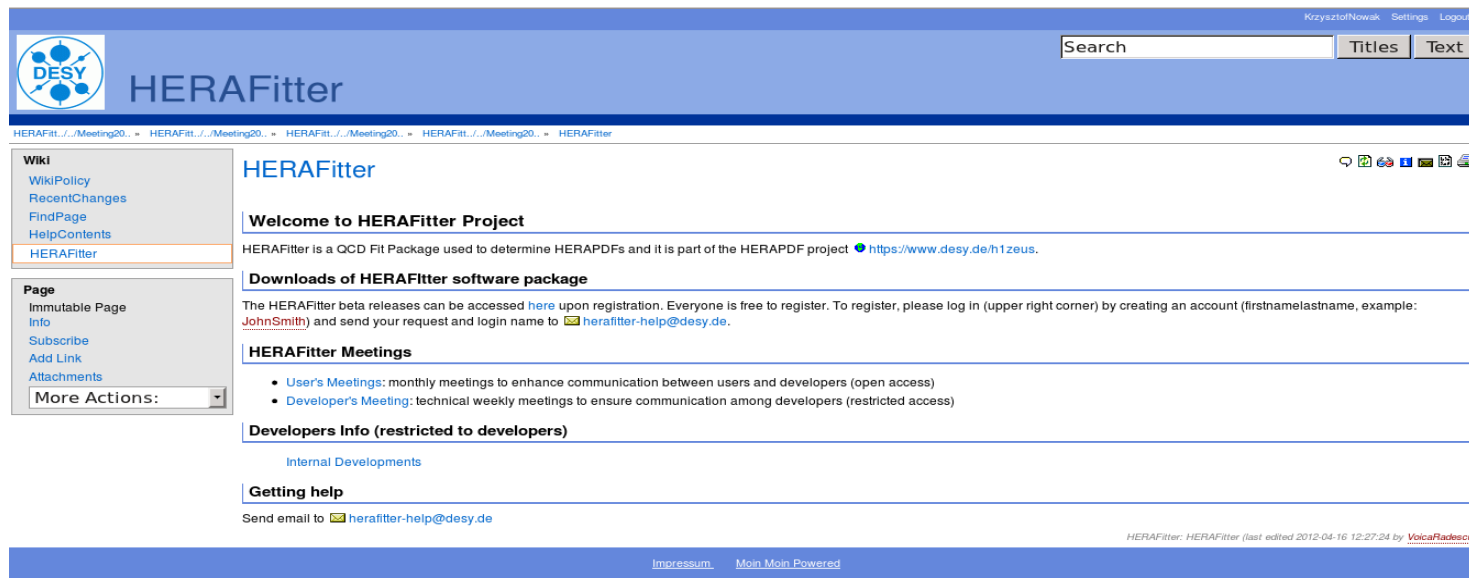 KrzysztofNowak Settings Logout
Search Titles Text
DESY
HERAFitter
HERAFitt../../Meeting20.. » HERAFitt../../Meeting20.. » HERAFitt../../Meeting20.. » HERAFitt../../Meeting20.. » HERAFitter
Wiki
WikiPolicy
RecentChanges
FindPage
HelpContents
HERAFitter
Page
Immutable Page
Info
Subscribe
Add Link
Attachments
More Actions:
HERAFitter
Welcome to HERAFitter Project
HERAFitter is a QCD Fit Package used to determine HERAPDFs and it is part of the HERAPDF project https://www.desy.de/h1zeus.
Downloads of HERAFItter software package
The HERAFitter beta releases can be accessed here upon registration. Everyone is free to register. To register, please log in (upper right corner) by creating an account (firstnamelastname, example:
JohnSmith) and send your request and login name to herafitter-help@desy.de.
HERAFitter Meetings
• User's Meetings: monthly meetings to enhance communication between users and developers (open access)
• Developer's Meeting: technical weekly meetings to ensure communication among developers (restricted access)
Developers Info (restricted to developers)
Internal Developments
Getting help
Send email to herafitter-help@desy.de
HERAFitter: HERAFitter (last edited 2012-04-16 12:27:24 by VoicaRadesc
Impressum Moin Moin Powered